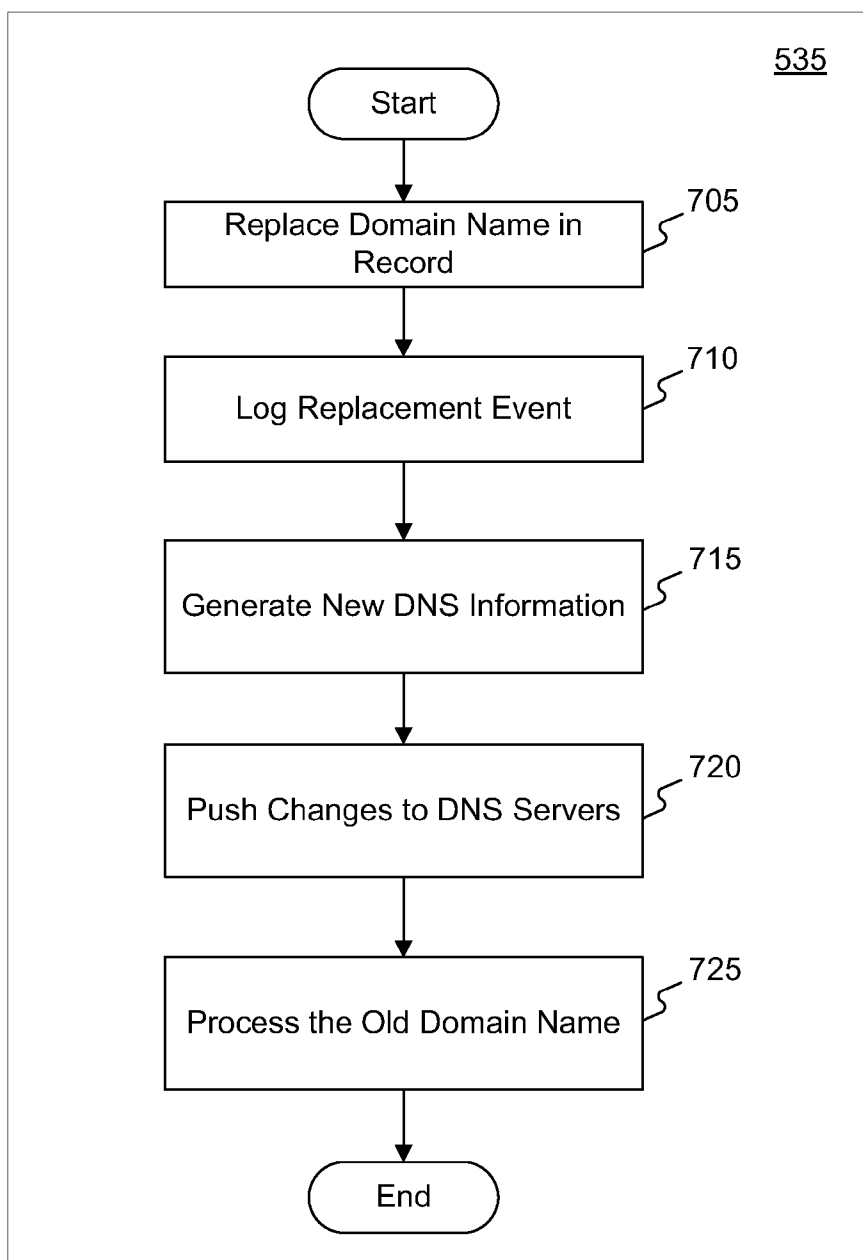 535
Start
705
Replace Domain Name in
Record
710
Log Replacement Event
715
Generate New DNS Information
720
Push Changes to DNS Servers
725
Process the Old Domain Name
End